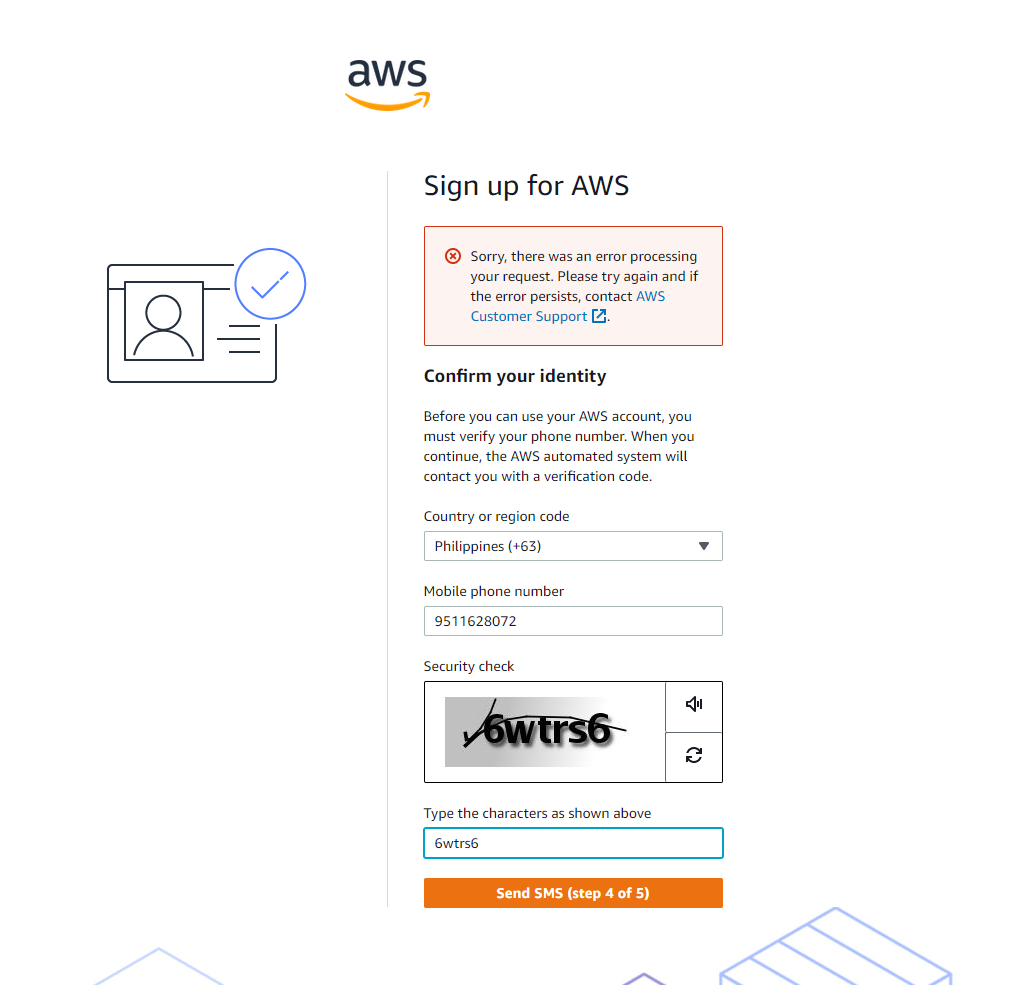 aws
Sign up for AWS
Sorry, there was an error processing
your request. Please try again and if
the error persists, contact AWS
Customer Support.
Confirm your identity
Before you can use your AWS account, you
must verify your phone number. When you
continue, the AWS automated system will
contact you with a verification code.
Country or region code
Philippines (+63)
Mobile phone number
9511628072
Security check
6wtrs6
Type the characters as shown above
6wtrs6
Send SMS (step 4 of 5)